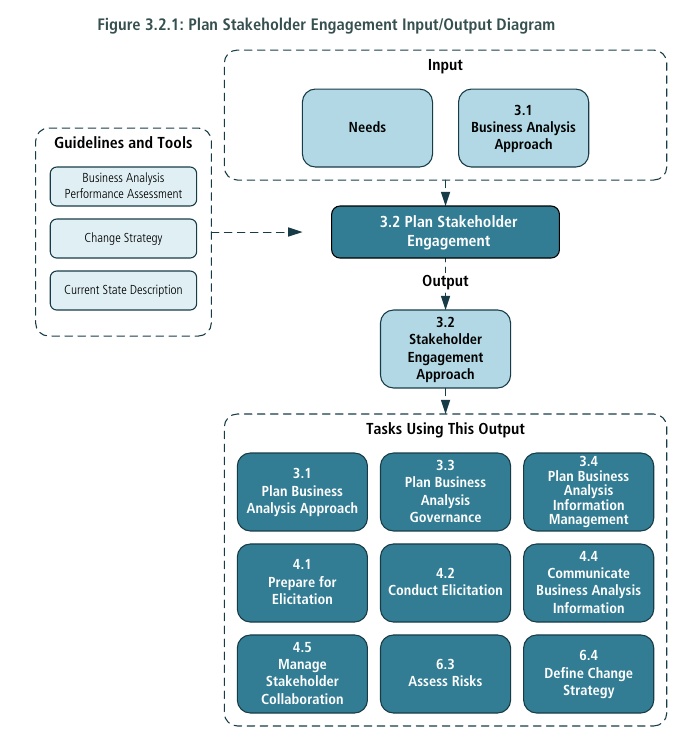 Figure 3.2.1: Plan Stakeholder Engagement Input/Output Diagram
Input
Needs
3.1
Business Analysis
Approach
Guidelines and Tools
Business Analysis
Performance Assessment
Change Strategy
Current State Description
3.2 Plan Stakeholder
Engagement
Output
3.2
Stakeholder
Engagement
Approach
Tasks Using This Output
3.1
Plan Business
Analysis Approach
3.3
Plan Business
Analysis
Governance
3.4
Plan Business
Analysis
Information
Management
4.1
Prepare for
Elicitation
4.2
Conduct Elicitation
4.4
Communicate
Business Analysis
Information
4.5
Manage
Stakeholder
Collaboration
6.3
Assess Risks
6.4
Define Change
Strategy